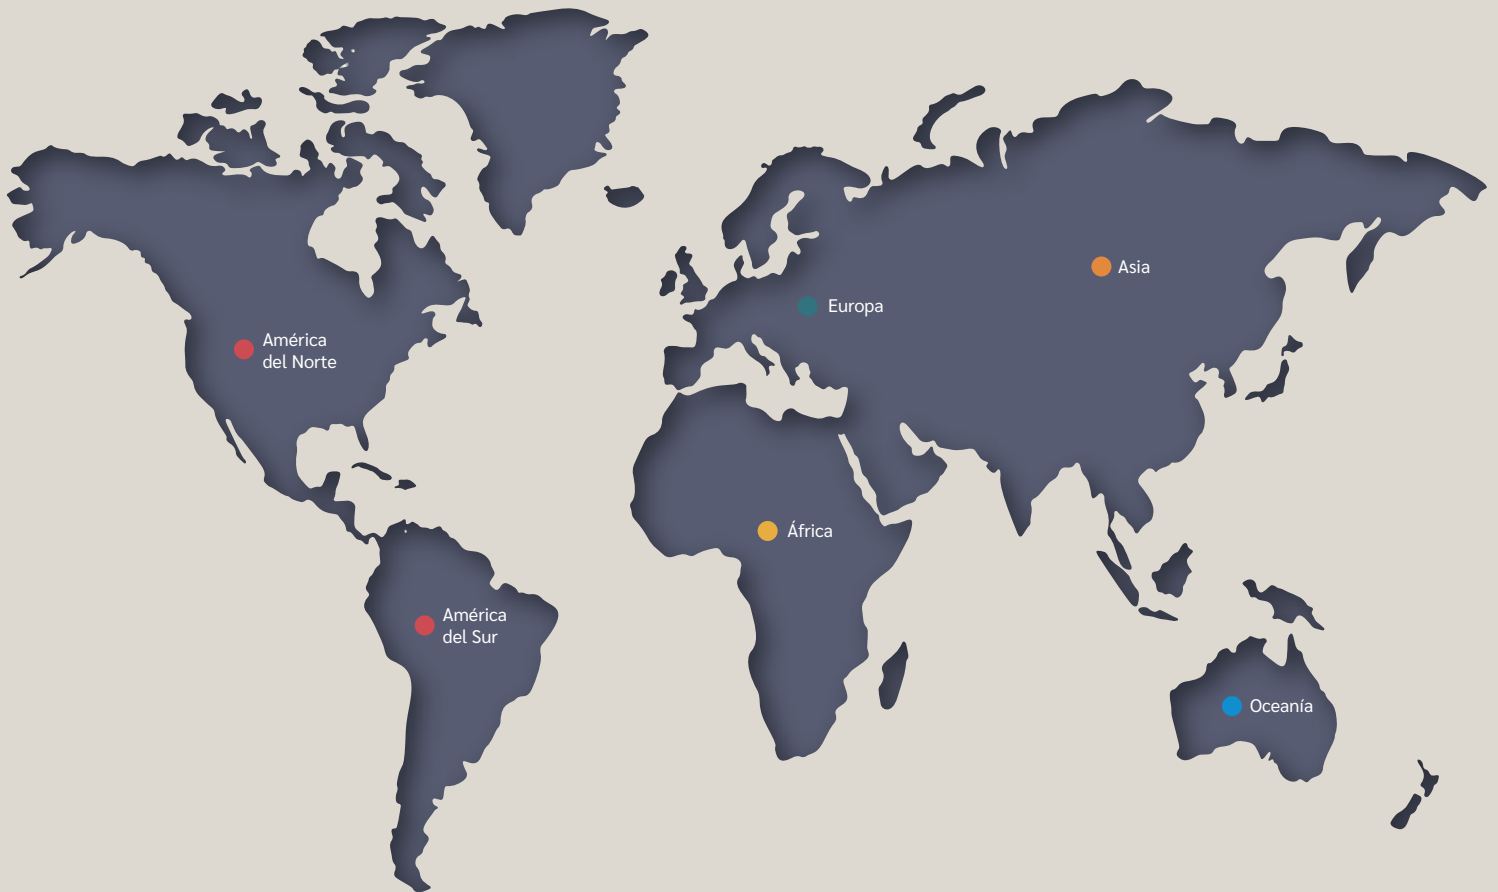 Asia
Europa
América
del Norte
África
América
del Sur
Oceanía